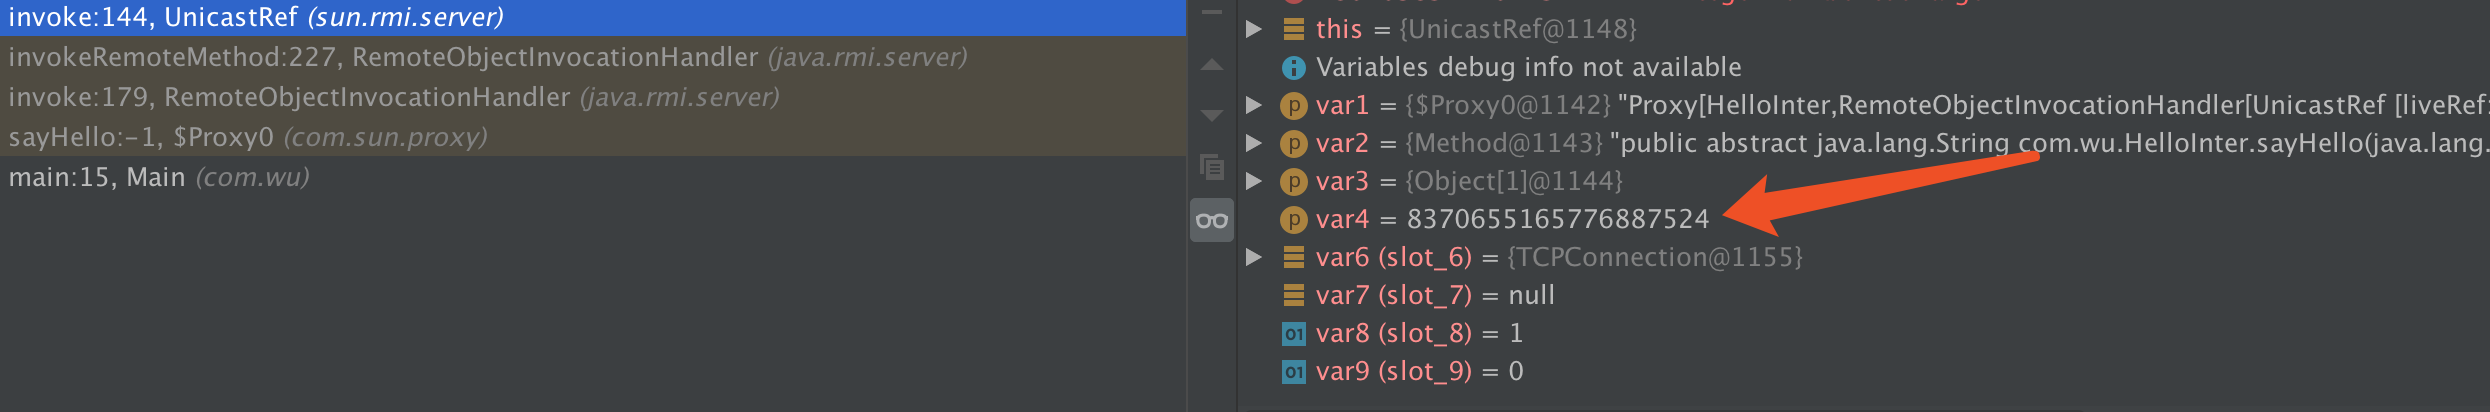 invoke:144, UnicastRef (sun.rmi.server)
invokeRemoteMethod:227, RemoteObjectInvocationHandler (java.rmi.server)
invoke:179, RemoteObjectInvocationHandler (java.rmi.server)
sayHello:-1, $Proxy0 (com.sun.proxy)
main:15, Main (com.wu)
this = {UnicastRef@1148}
Variables debug info not available
var1 = {$Proxy0@1142} "Proxy[HelloInter,RemoteObjectInvocationHandler[UnicastRef [liveRef:
var2 = {Method@1143} "public abstract java.lang.String com.wu.HelloInter.sayHello(java.lang.
var3 = {Object[1]@1144}
var4 = 8370655165776887524
var6 (slot_6) = {TCPConnection@1155}
var7 (slot_7) = null
var8 (slot_8) = 1
var9 (slot_9) = 0